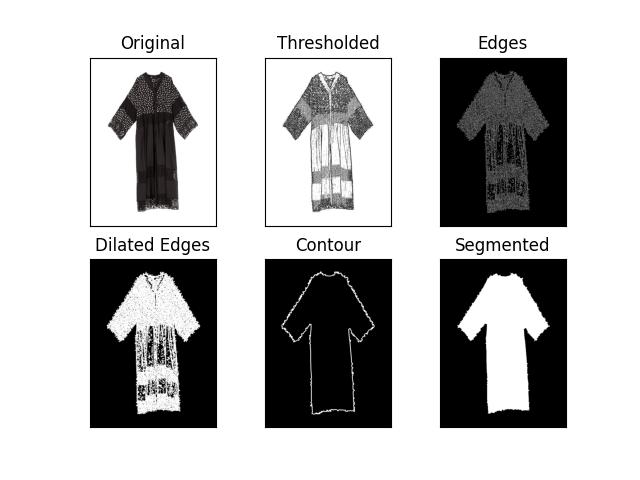 Original
Thresholded
Edges
Dilated Edges
Contour
Segmented